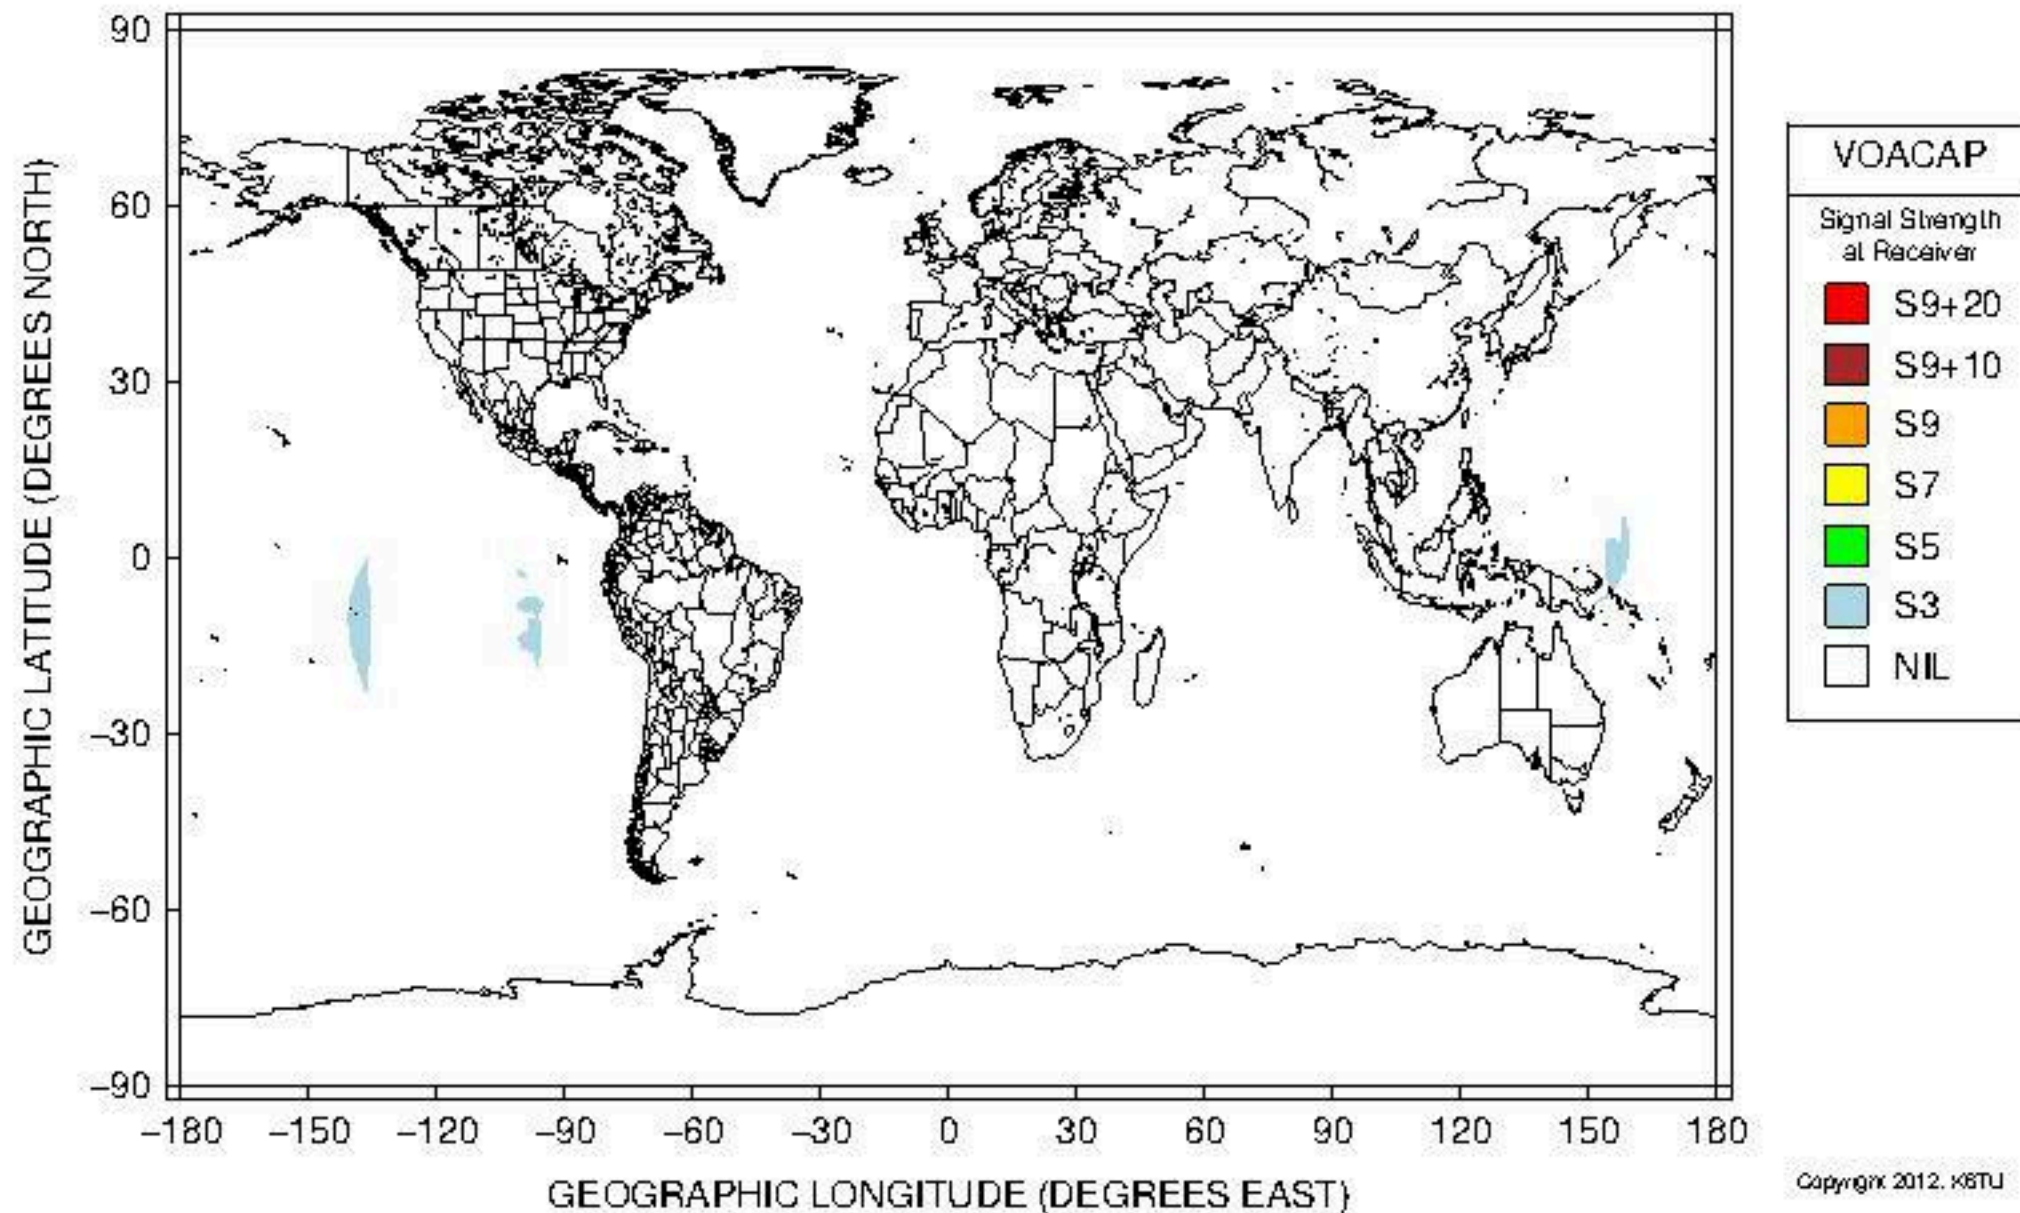 90
60
30
0
−30
−60
−90
GEOGRAPHIC LATITUDE (DEGREES NORTH)
−180 −150 −120 −90 −60 −30 0 30 60 90 120 150 180
GEOGRAPHIC LONGITUDE (DEGREES EAST)
VOACAP
Signal Strength
at Receiver
S9+20
S9+10
S9
S7
S5
S3
NIL
Copyright 2012, K6TU